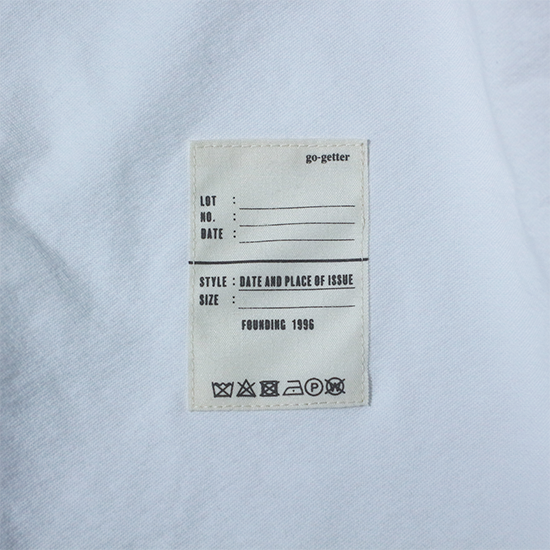 go-getter
LOT :
NO. :
DATE :
STYLE : DATE AND PLACE OF ISSUE
SIZE :
FOUNDING 1996
P W